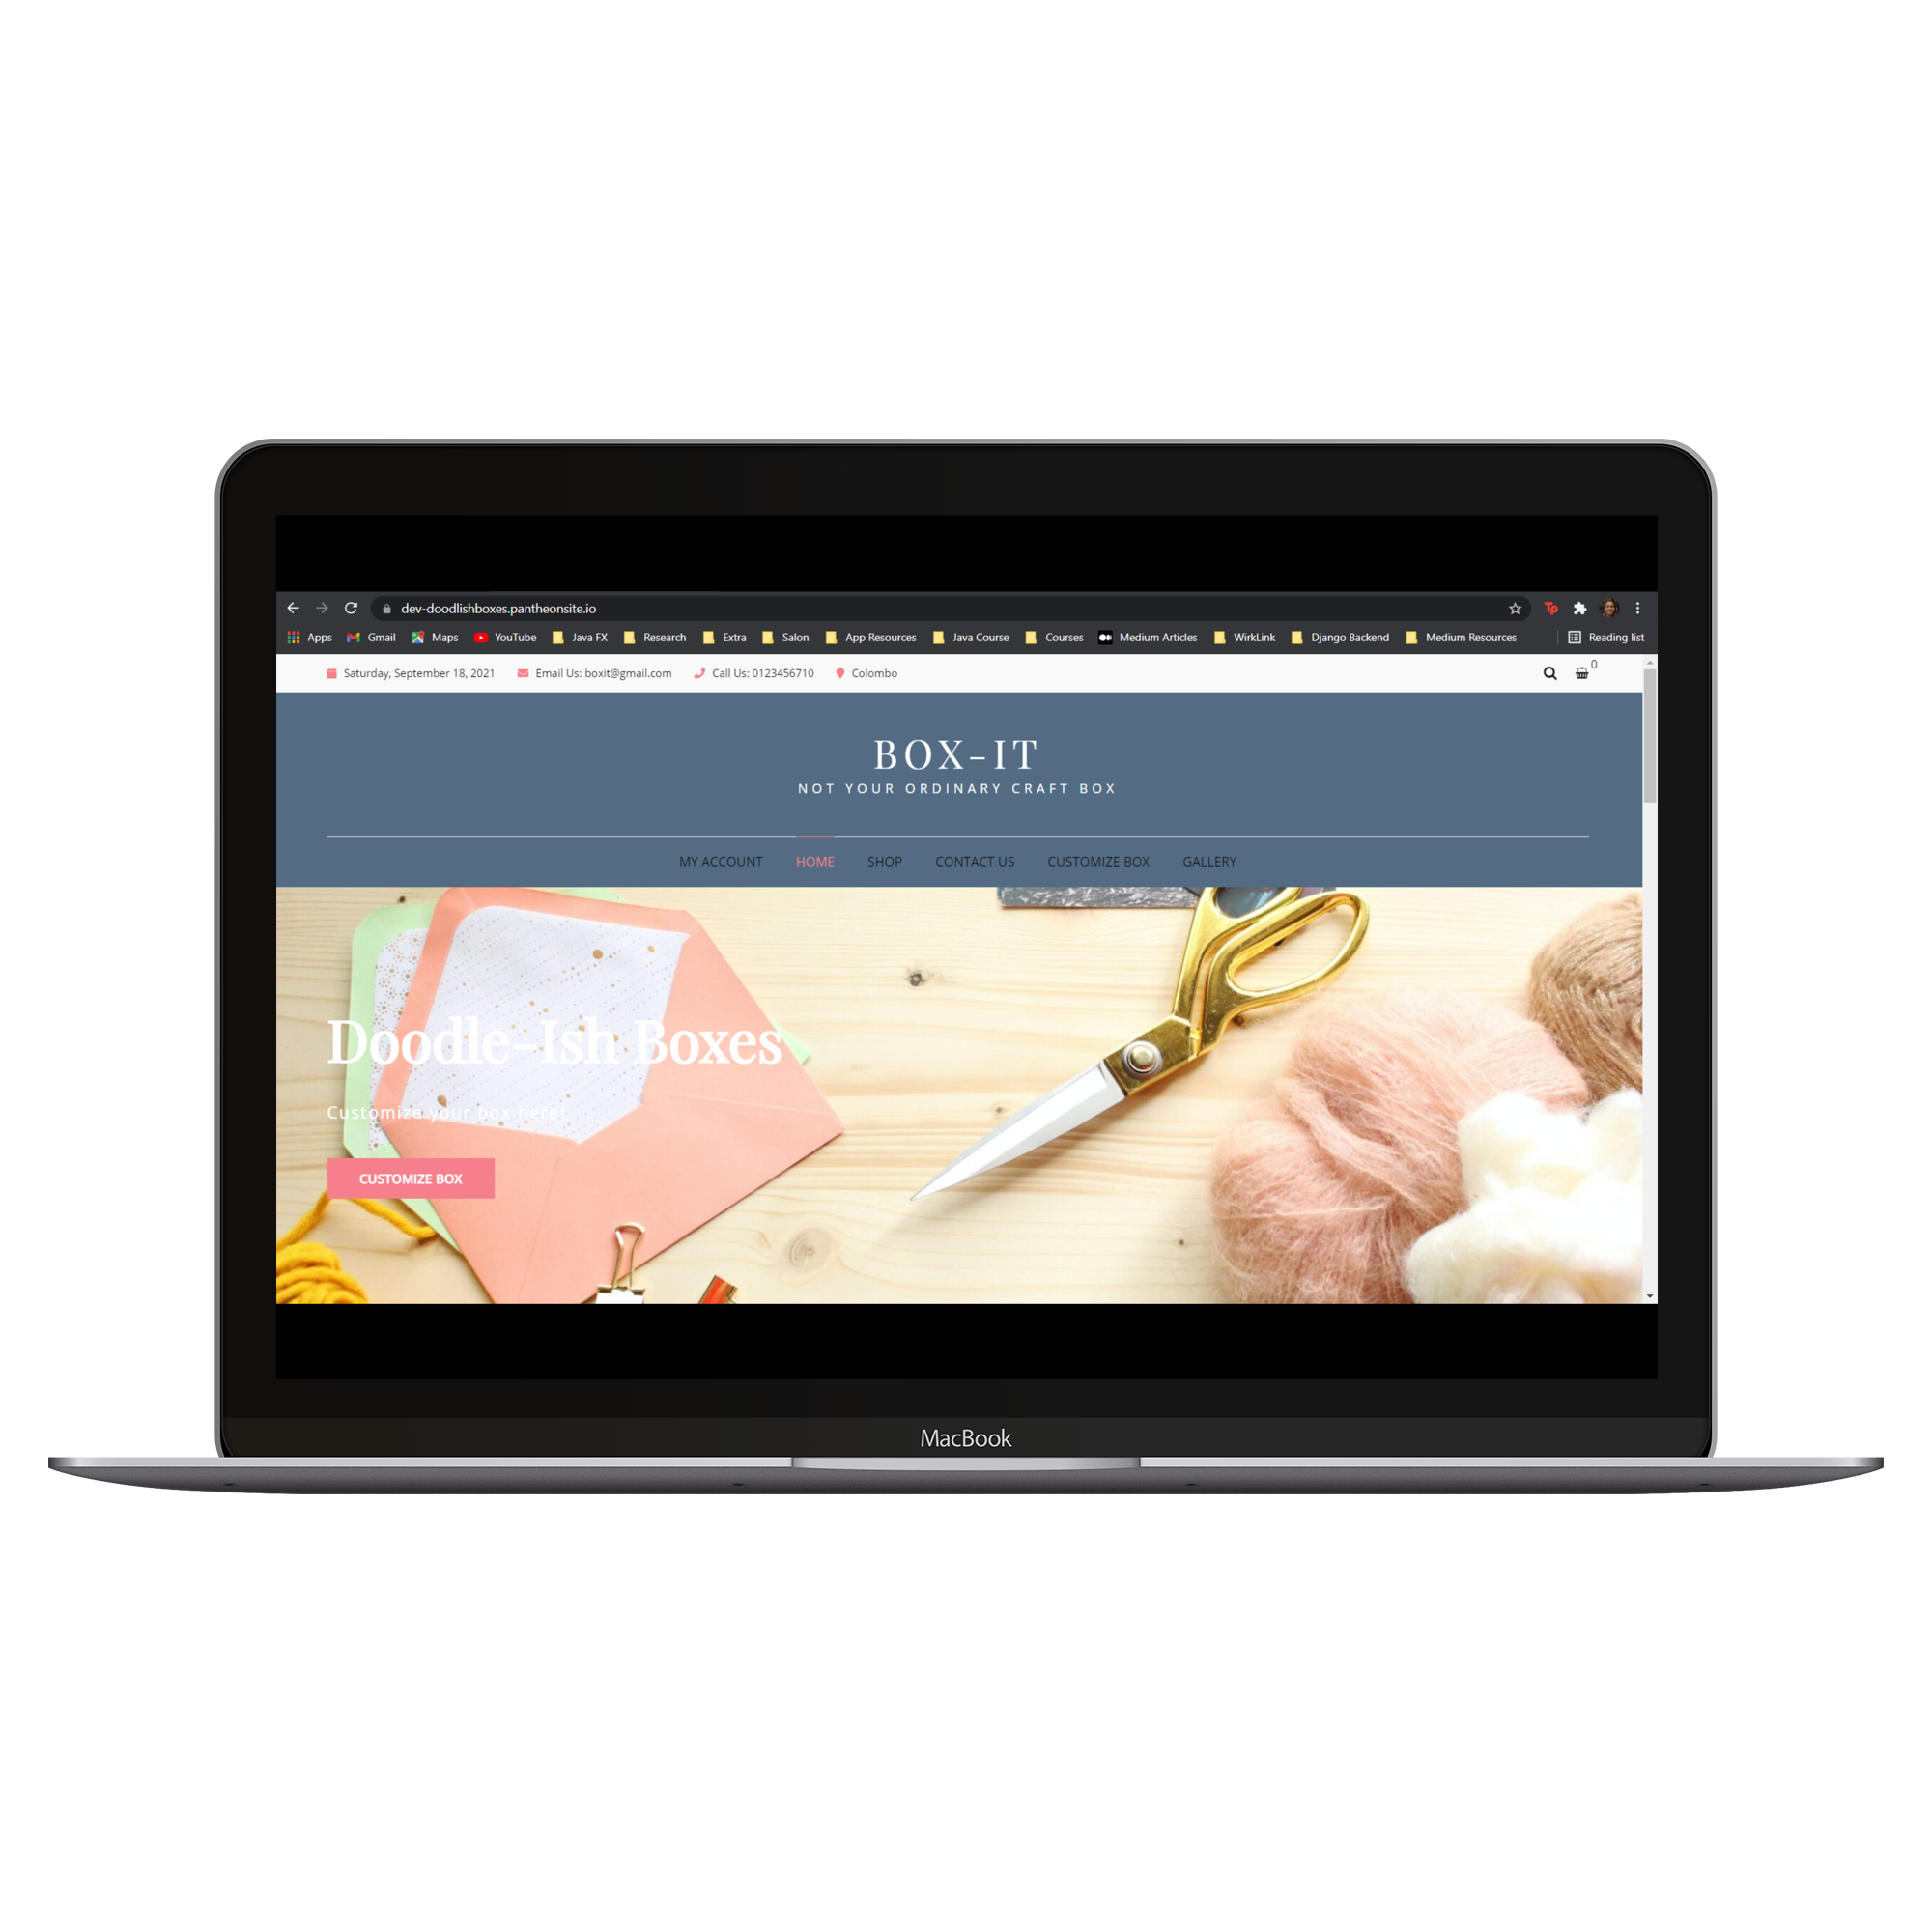 dev-doodlishboxes.pantheonsite.io Tp
Apps Gmail Maps YouTube Java FX Research Extra Salon App Resources Java Course Courses Medium Articles WirkLink Django Backend Medium Resources Reading list
Saturday, September 18, 2021 Email Us: boxit@gmail.com Call Us: 0123456710 Colombo 0
BOX-IT
NOT YOUR ORDINARY CRAFT BOX
MY ACCOUNT HOME SHOP CONTACT US CUSTOMIZE BOX GALLERY
Doodle-Ish Boxes
Customize your box here!
CUSTOMIZE BOX
MacBook